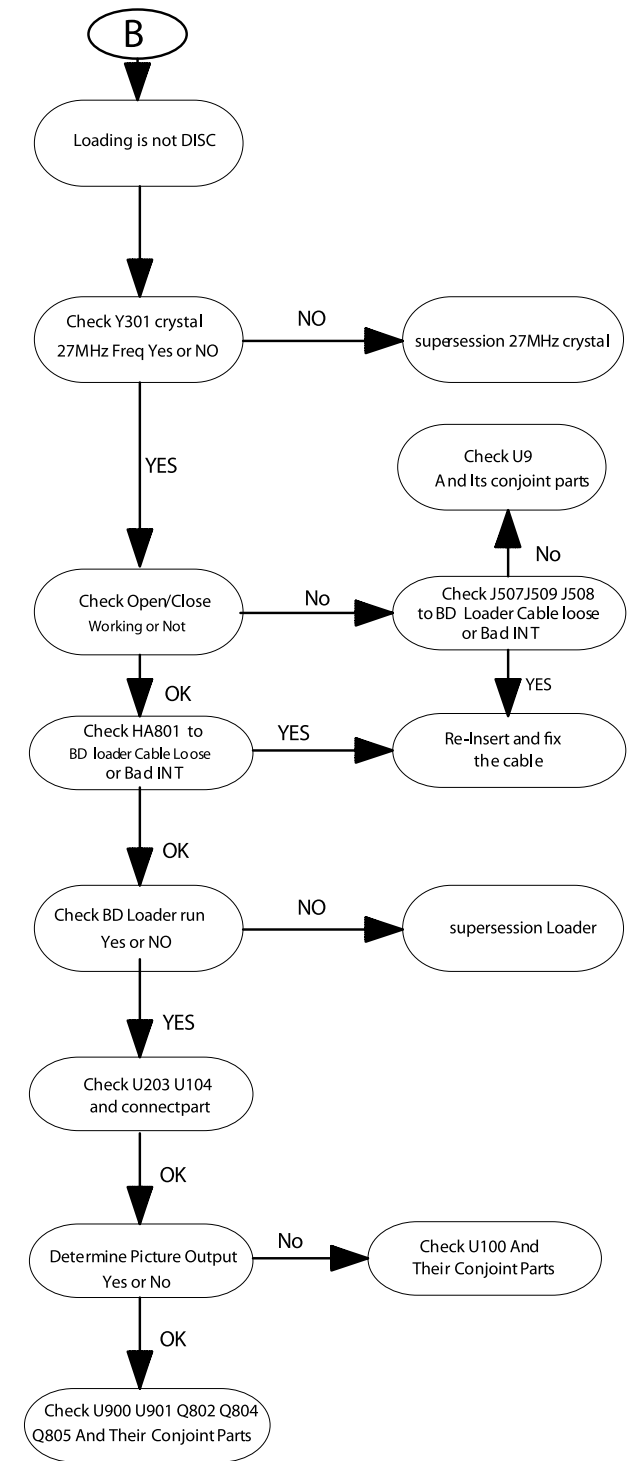 B
Loading is not DISC
Check Y301 crystal
27MHz Freq Yes or NO
NO
supersession 27MHz crystal
YES
Check U9
And Its conjoint parts
No
Check Open/Close
Working or Not
No
Check J507J509 J508
to BD Loader Cable loose
or Bad INT
YES
OK
Check HA801 to
BD loader Cable Loose
or Bad INT
YES
Re-Insert and fix
the cable
OK
Check BD Loader run
Yes or NO
NO
supersession Loader
YES
Check U203 U104
and connectpart
OK
Determine Picture Output
Yes or No
No
Check U100 And
Their Conjoint Parts
OK
Check U900 U901 Q802 Q804
Q805 And Their Conjoint Parts